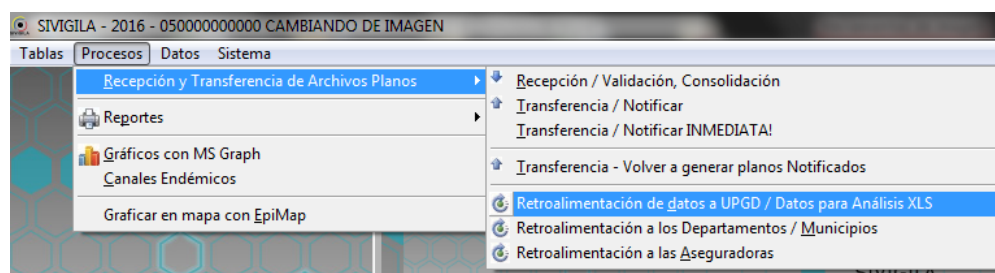 SIVIGILA - 2016 - 050000000000 CAMBIANDO DE IMAGEN
Tablas Procesos Datos Sistema
Recepción y Transferencia de Archivos Planos
Reportes
Gráficos con MS Graph
Canales Endémicos
Graficar en mapa con EpiMap
Recepción / Validación, Consolidación
Transferencia / Notificar
Transferencia / Notificar INMEDIATA!
Transferencia - Volver a generar planos Notificados
Retroalimentación de datos a UPGD / Datos para Análisis XLS
Retroalimentación a los Departamentos / Municipios
Retroalimentación a las Aseguradoras